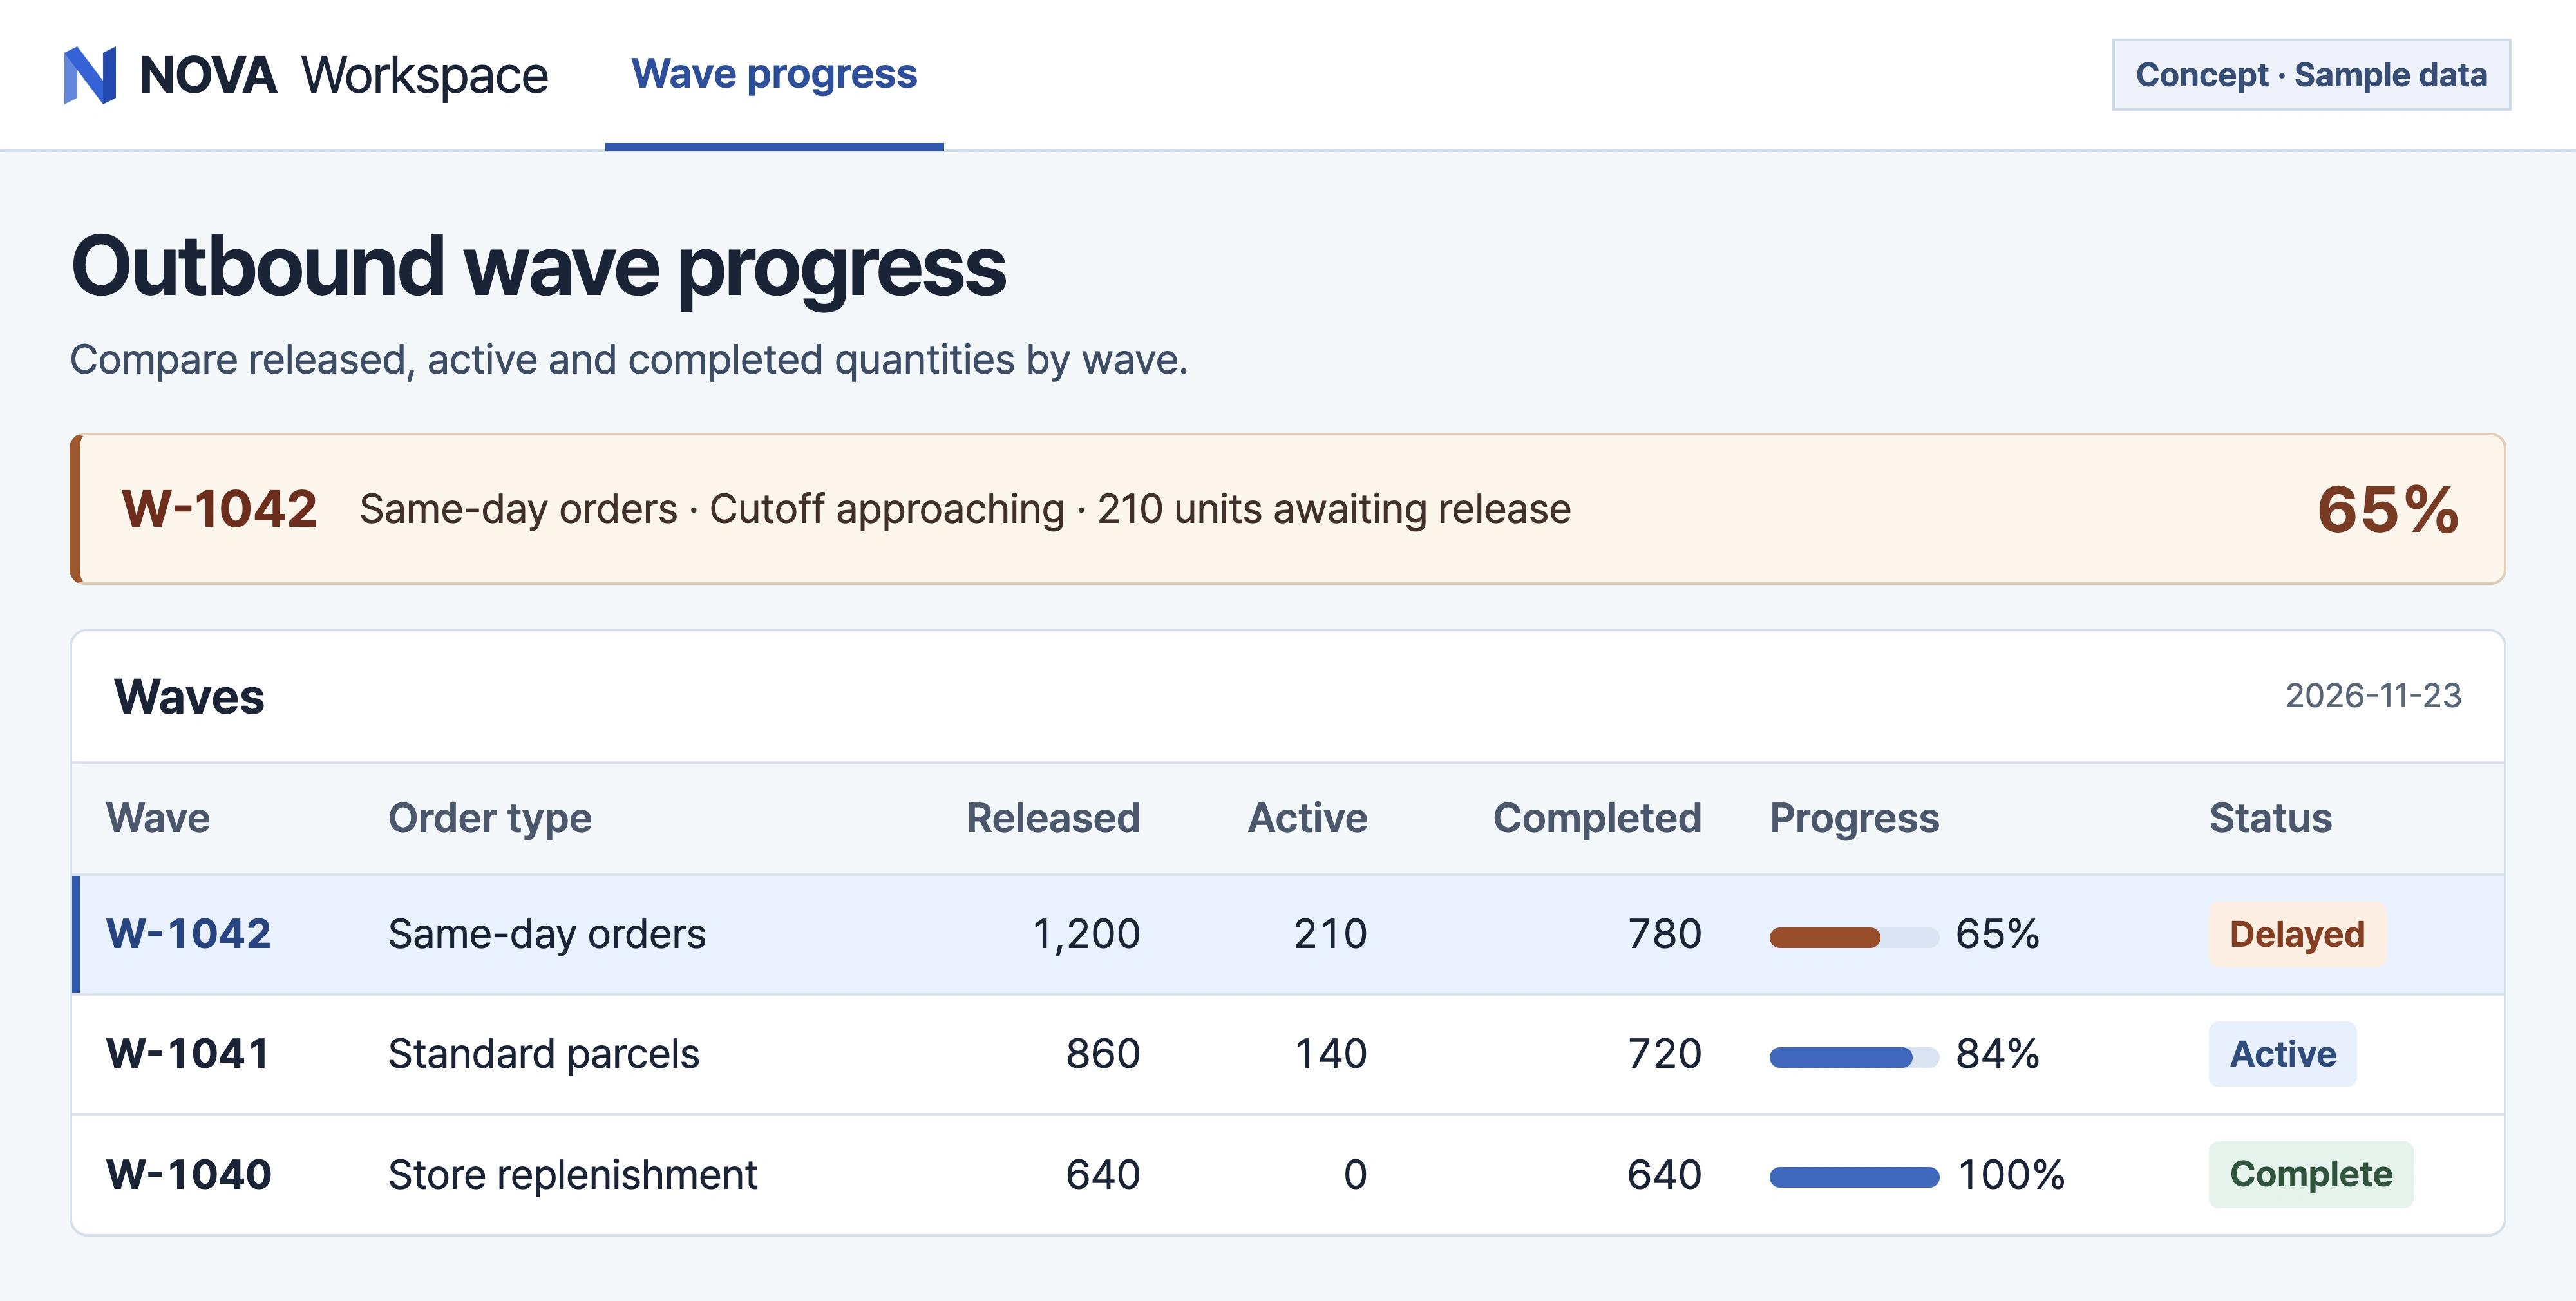 NOVA Workspace
Wave progress
Concept · Sample data
Outbound wave progress
Compare released, active and completed quantities by wave.
W-1042 Same-day orders · Cutoff approaching · 210 units awaiting release 65%
Waves 2026-11-23
Wave Order type Released Active Completed Progress Status
W-1042 Same-day orders 1,200 210 780 65% Delayed
W-1041 Standard parcels 860 140 720 84% Active
W-1040 Store replenishment 640 0 640 100% Complete